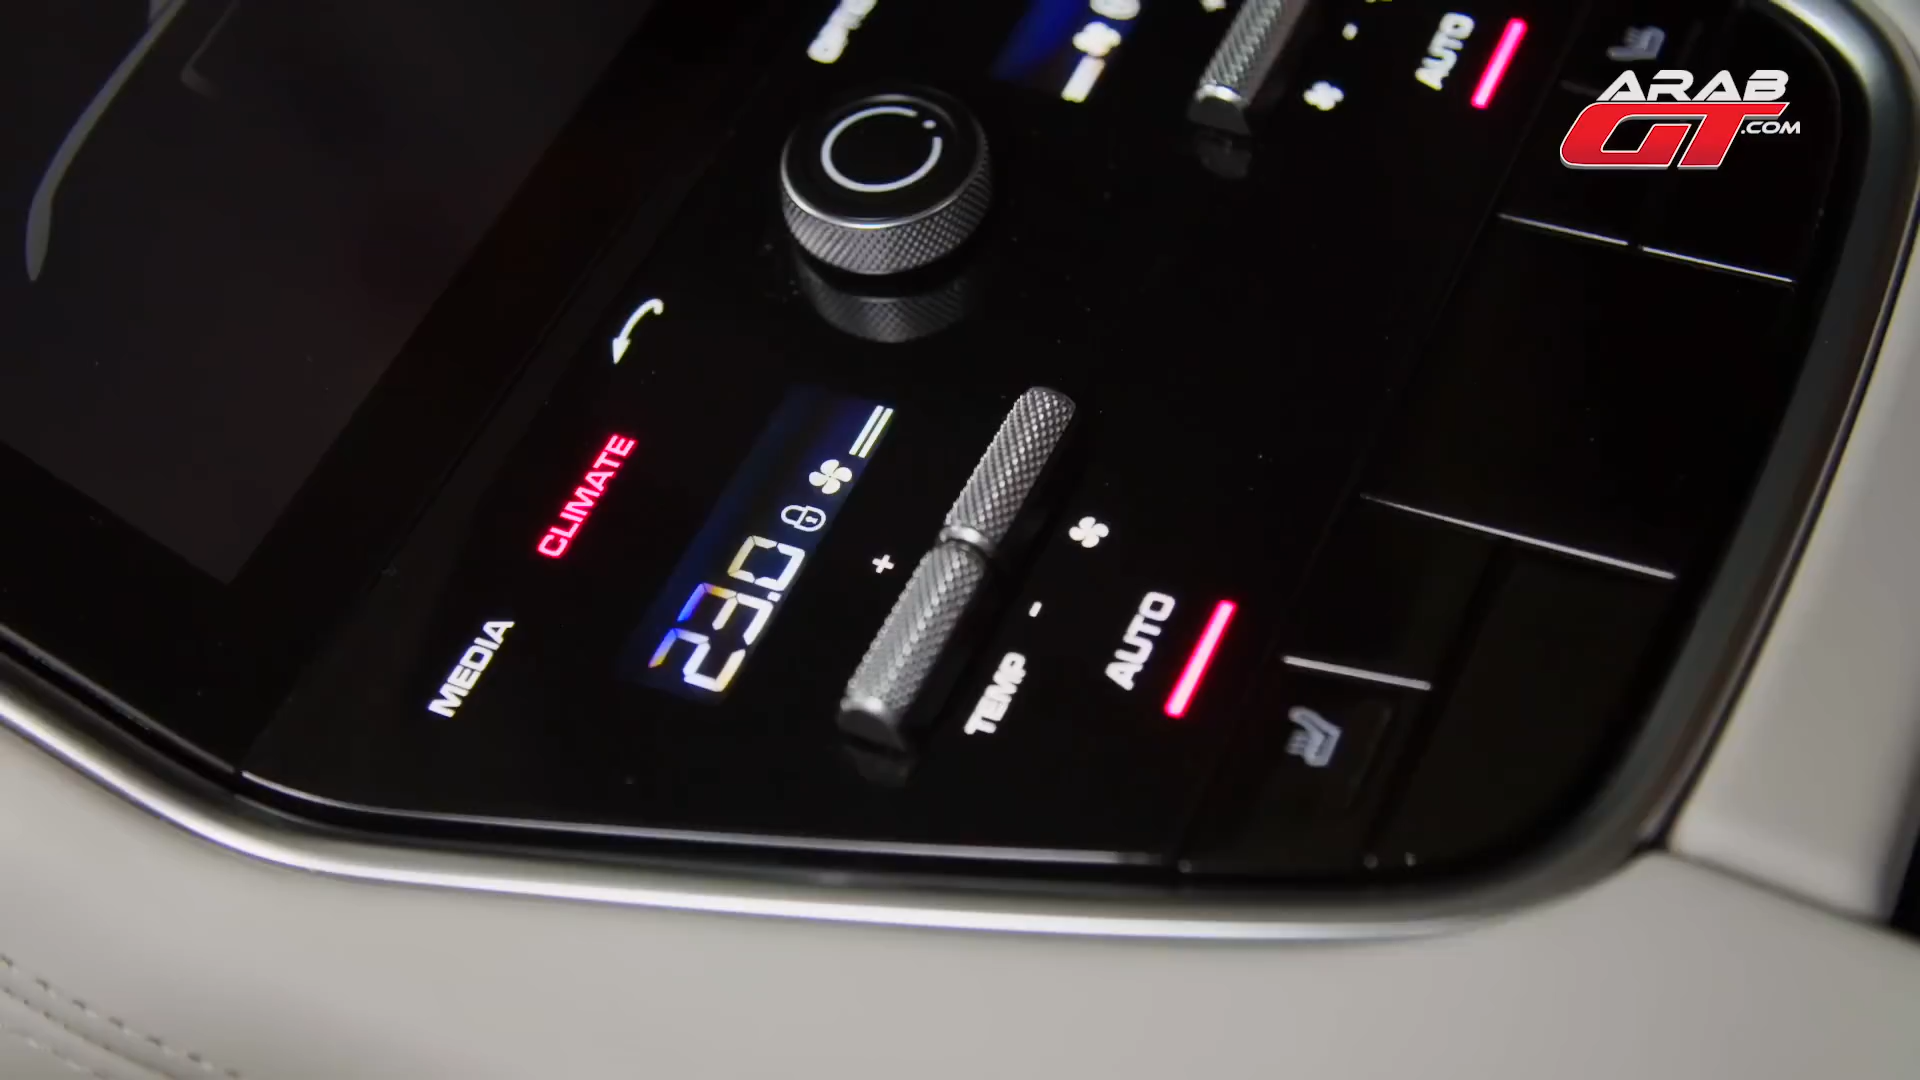 ARAB
GT.COM
AUTO
CLIMATE
MEDIA
23.0
+
-
TEMP
AUTO